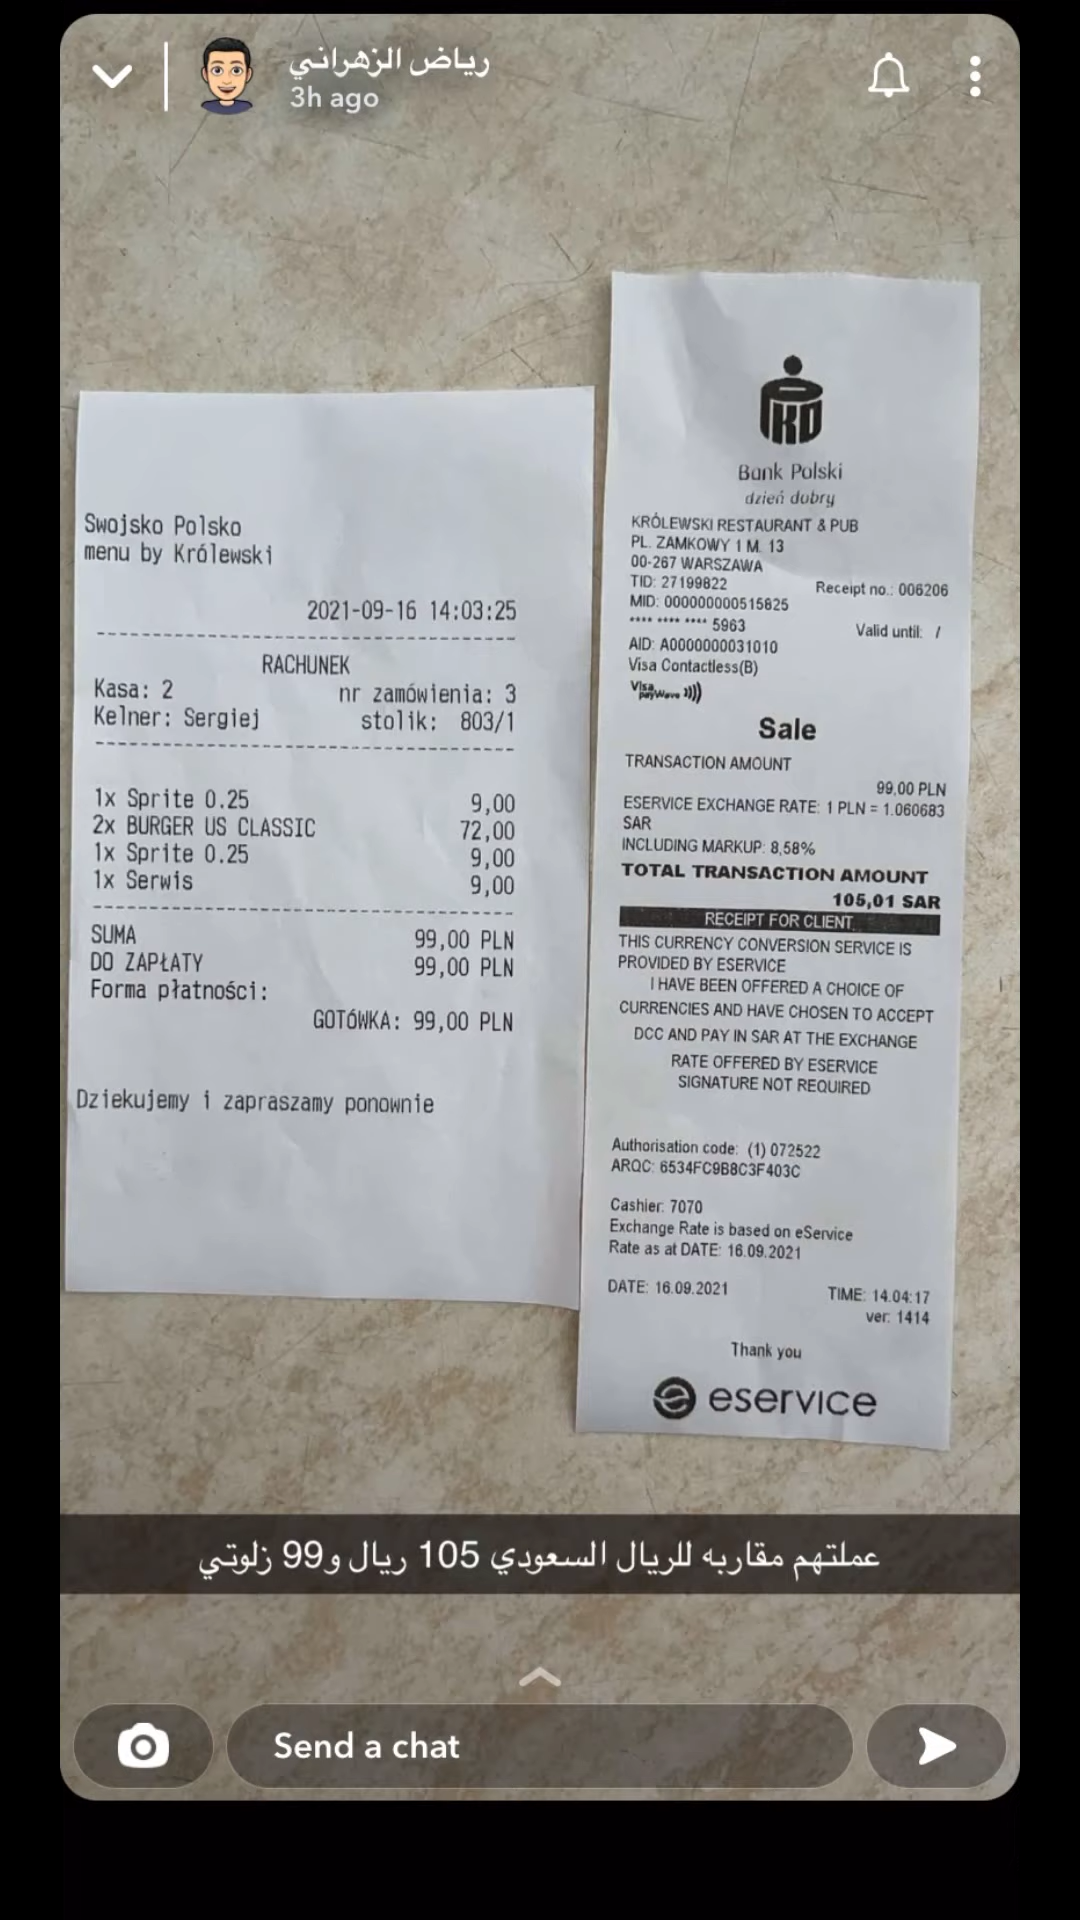 رياض الزهراني
3h ago
Swojsko Polsko
menu by Królewski
2021-09-16 14:03:25
RACHUNEK
Kasa: 2 nr zamówienia: 3
Kelner: Sergiej stolik: 803/1
1x Sprite 0.25 9,00
2x BURGER US CLASSIC 72,00
1x Sprite 0.25 9,00
1x Serwis 9,00
SUMA 99,00 PLN
DO ZAPŁATY 99,00 PLN
Forma płatności:
GOTÓWKA: 99,00 PLN
Dziekujemy i zapraszamy ponownie
PKO
Bank Polski
dzień dobry
KRÓLEWSKI RESTAURANT & PUB
PL. ZAMKOWY 1 M. 13
00-267 WARSZAWA
TID: 27199822 Receipt no.: 006206
MID: 000000000515825
**** **** **** 5963 Valid until: /
AID: A0000000031010
Visa Contactless(B)
Visa payWave
Sale
TRANSACTION AMOUNT
99,00 PLN
ESERVICE EXCHANGE RATE: 1 PLN = 1.060683
SAR
INCLUDING MARKUP: 8,58%
TOTAL TRANSACTION AMOUNT
105,01 SAR
RECEIPT FOR CLIENT
THIS CURRENCY CONVERSION SERVICE IS
PROVIDED BY ESERVICE
I HAVE BEEN OFFERED A CHOICE OF
CURRENCIES AND HAVE CHOSEN TO ACCEPT
DCC AND PAY IN SAR AT THE EXCHANGE
RATE OFFERED BY ESERVICE
SIGNATURE NOT REQUIRED
Authorisation code: (1) 072522
ARQC: 6534FC9B8C3F403C
Cashier: 7070
Exchange Rate is based on eService
Rate as at DATE: 16.09.2021
DATE: 16.09.2021 TIME: 14:04:17
ver: 1414
Thank you
eservice
عملتهم مقاربه للريال السعودي 105 ريال و99 زلوتي
Send a chat